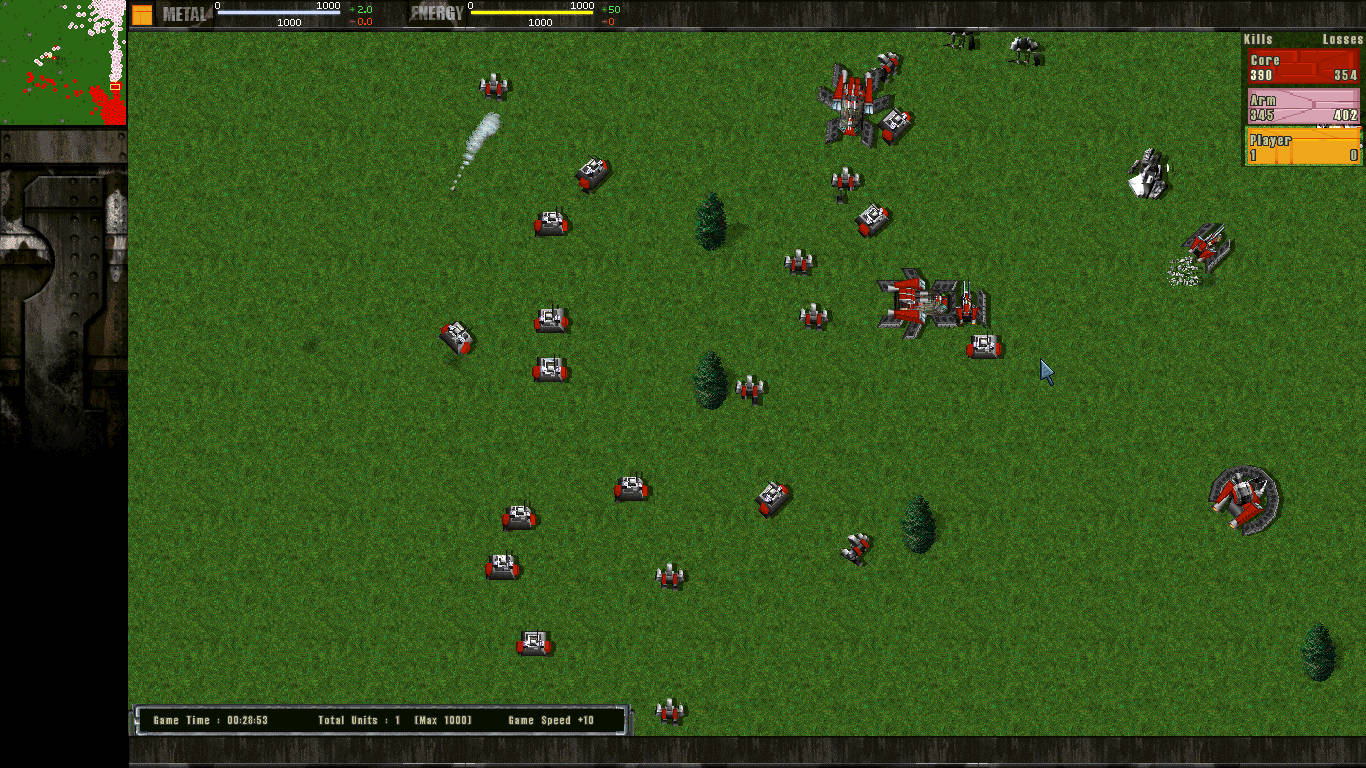 METAL 0 1000 1000 +2.0 -0.0
ENERGY 0 1000 1000 +50 -0
Kills Losses
Core
380 354
Arm
345 402
Player
1 0
Game Time : 00:28:53 Total Units : 1 [Max 1000] Game Speed +10